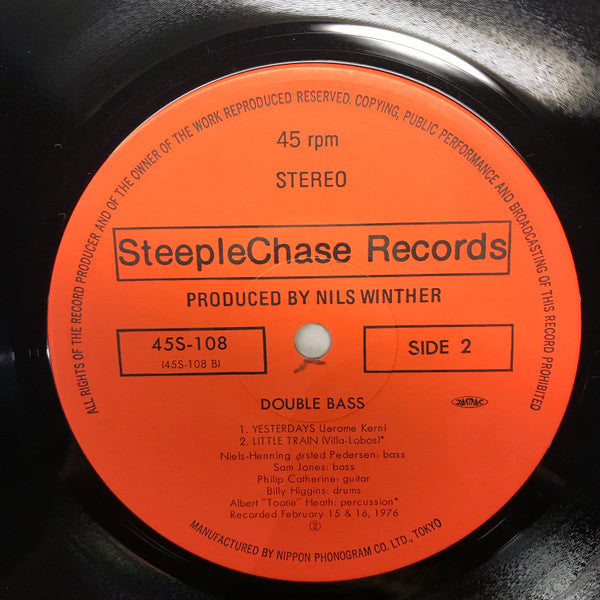 ALL RIGHTS OF THE RECORD PRODUCER AND OF THE OWNER OF THE WORK REPRODUCED RESERVED. COPYING, PUBLIC PERFORMANCE AND BROADCASTING OF THIS RECORD PROHIBITED
45 rpm
STEREO
SteepleChase Records
PRODUCED BY NILS WINTHER
45S-108
(45S-108 B)
SIDE 2
DOUBLE BASS
JASRAC
1. YESTERDAYS (Jerome Kern)
2. LITTLE TRAIN (Villa-Lobos)*
Niels-Henning ørsted Pedersen: bass
Sam Jones: bass
Philip Catherine: guitar
Billy Higgins: drums
Albert "Tootie" Heath: percussion*
Recorded February 15 & 16, 1976
②
MANUFACTURED BY NIPPON PHONOGRAM CO. LTD., TOKYO